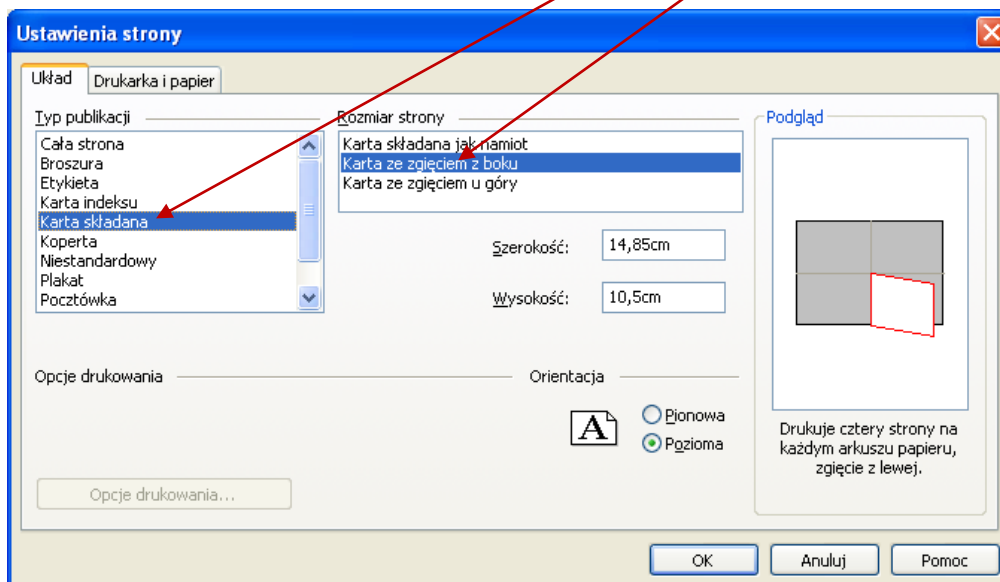 Ustawienia strony
Układ
Drukarka i papier
Typ publikacji
Cała strona
Broszura
Etykieta
Karta indeksu
Karta składana
Koperta
Niestandardowy
Plakat
Pocztówka
Rozmiar strony
Karta składana jak namiot
Karta ze zgięciem z boku
Karta ze zgięciem u góry
Szerokość: 14,85cm
Wysokość: 10,5cm
Podgląd
Drukuje cztery strony na
każdym arkuszu papieru,
zgięcie z lewej.
Opcje drukowania
Opcje drukowania...
Orientacja
A
Pionowa
Pozioma
OK
Anuluj
Pomoc